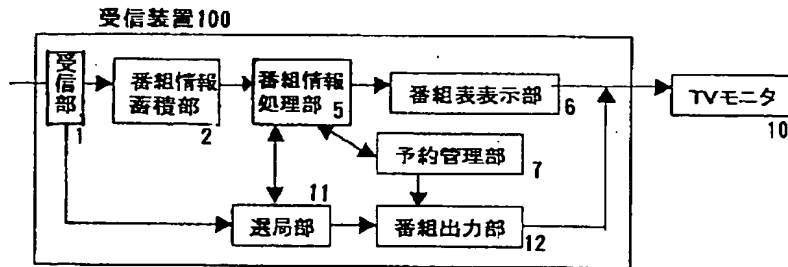 受信装置100
受信部
1
番組情報
蓄積部
2
番組情報
処理部
5
番組表表示部
6
TVモニタ
10
予約管理部
7
選局部
11
番組出力部
12